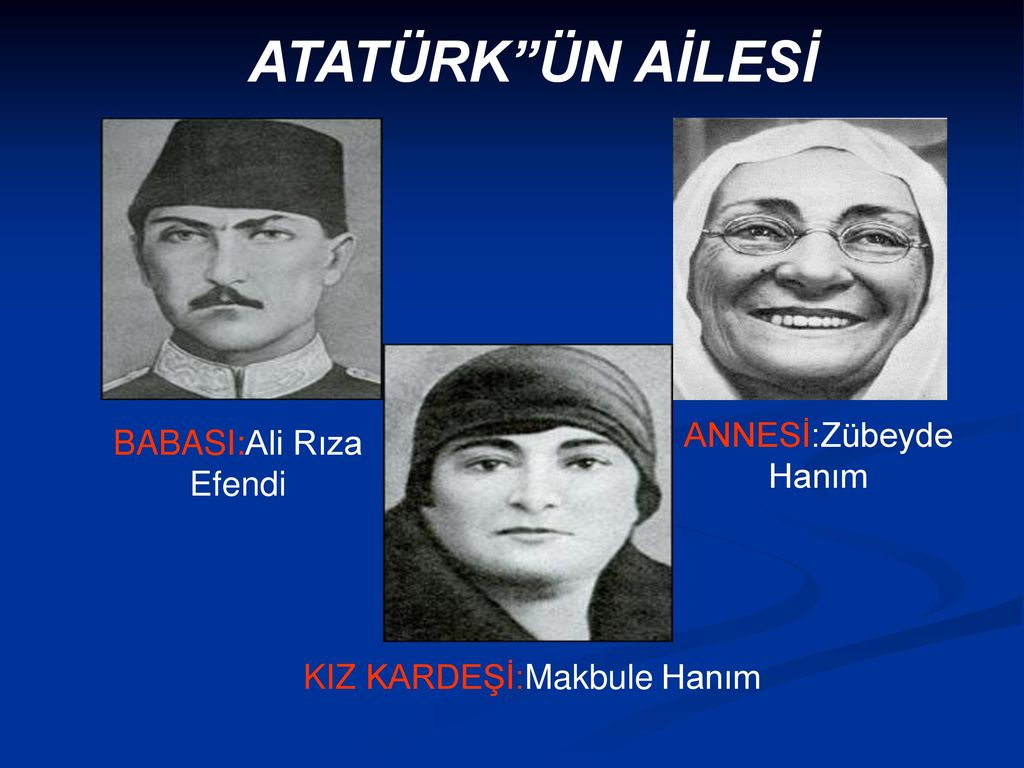 ATATÜRK”ÜN AİLESİ
BABASI:Ali Rıza
Efendi
ANNESİ:Zübeyde
Hanım
KIZ KARDEŞİ:Makbule Hanım